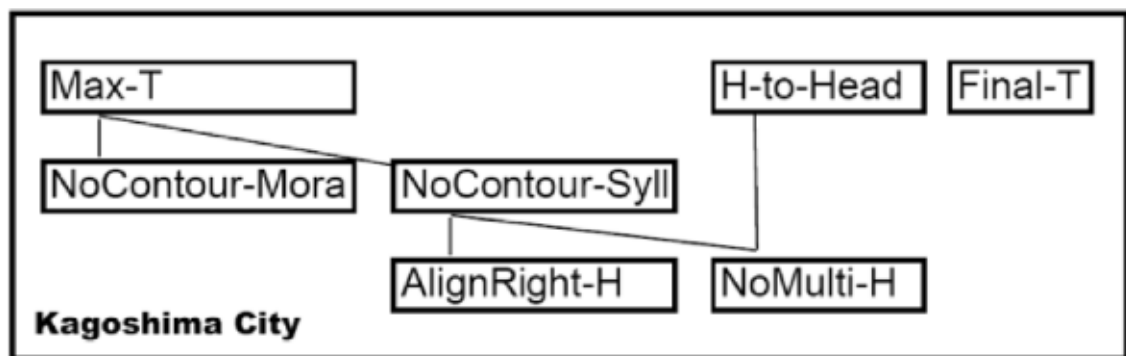 Max-T
H-to-Head
Final-T
NoContour-Mora
NoContour-Syll
AlignRight-H
NoMulti-H
Kagoshima City